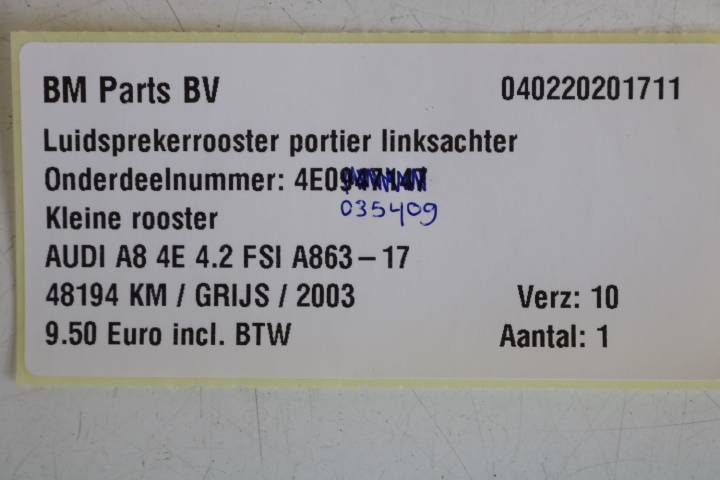 BM Parts BV 040220201711
Luidsprekerrooster portier linksachter
Onderdeelnummer: 4E0947147
035409
Kleine rooster
AUDI A8 4E 4.2 FSI A863-17
48194 KM / GRIJS / 2003 Verz: 10
9.50 Euro incl. BTW Aantal: 1